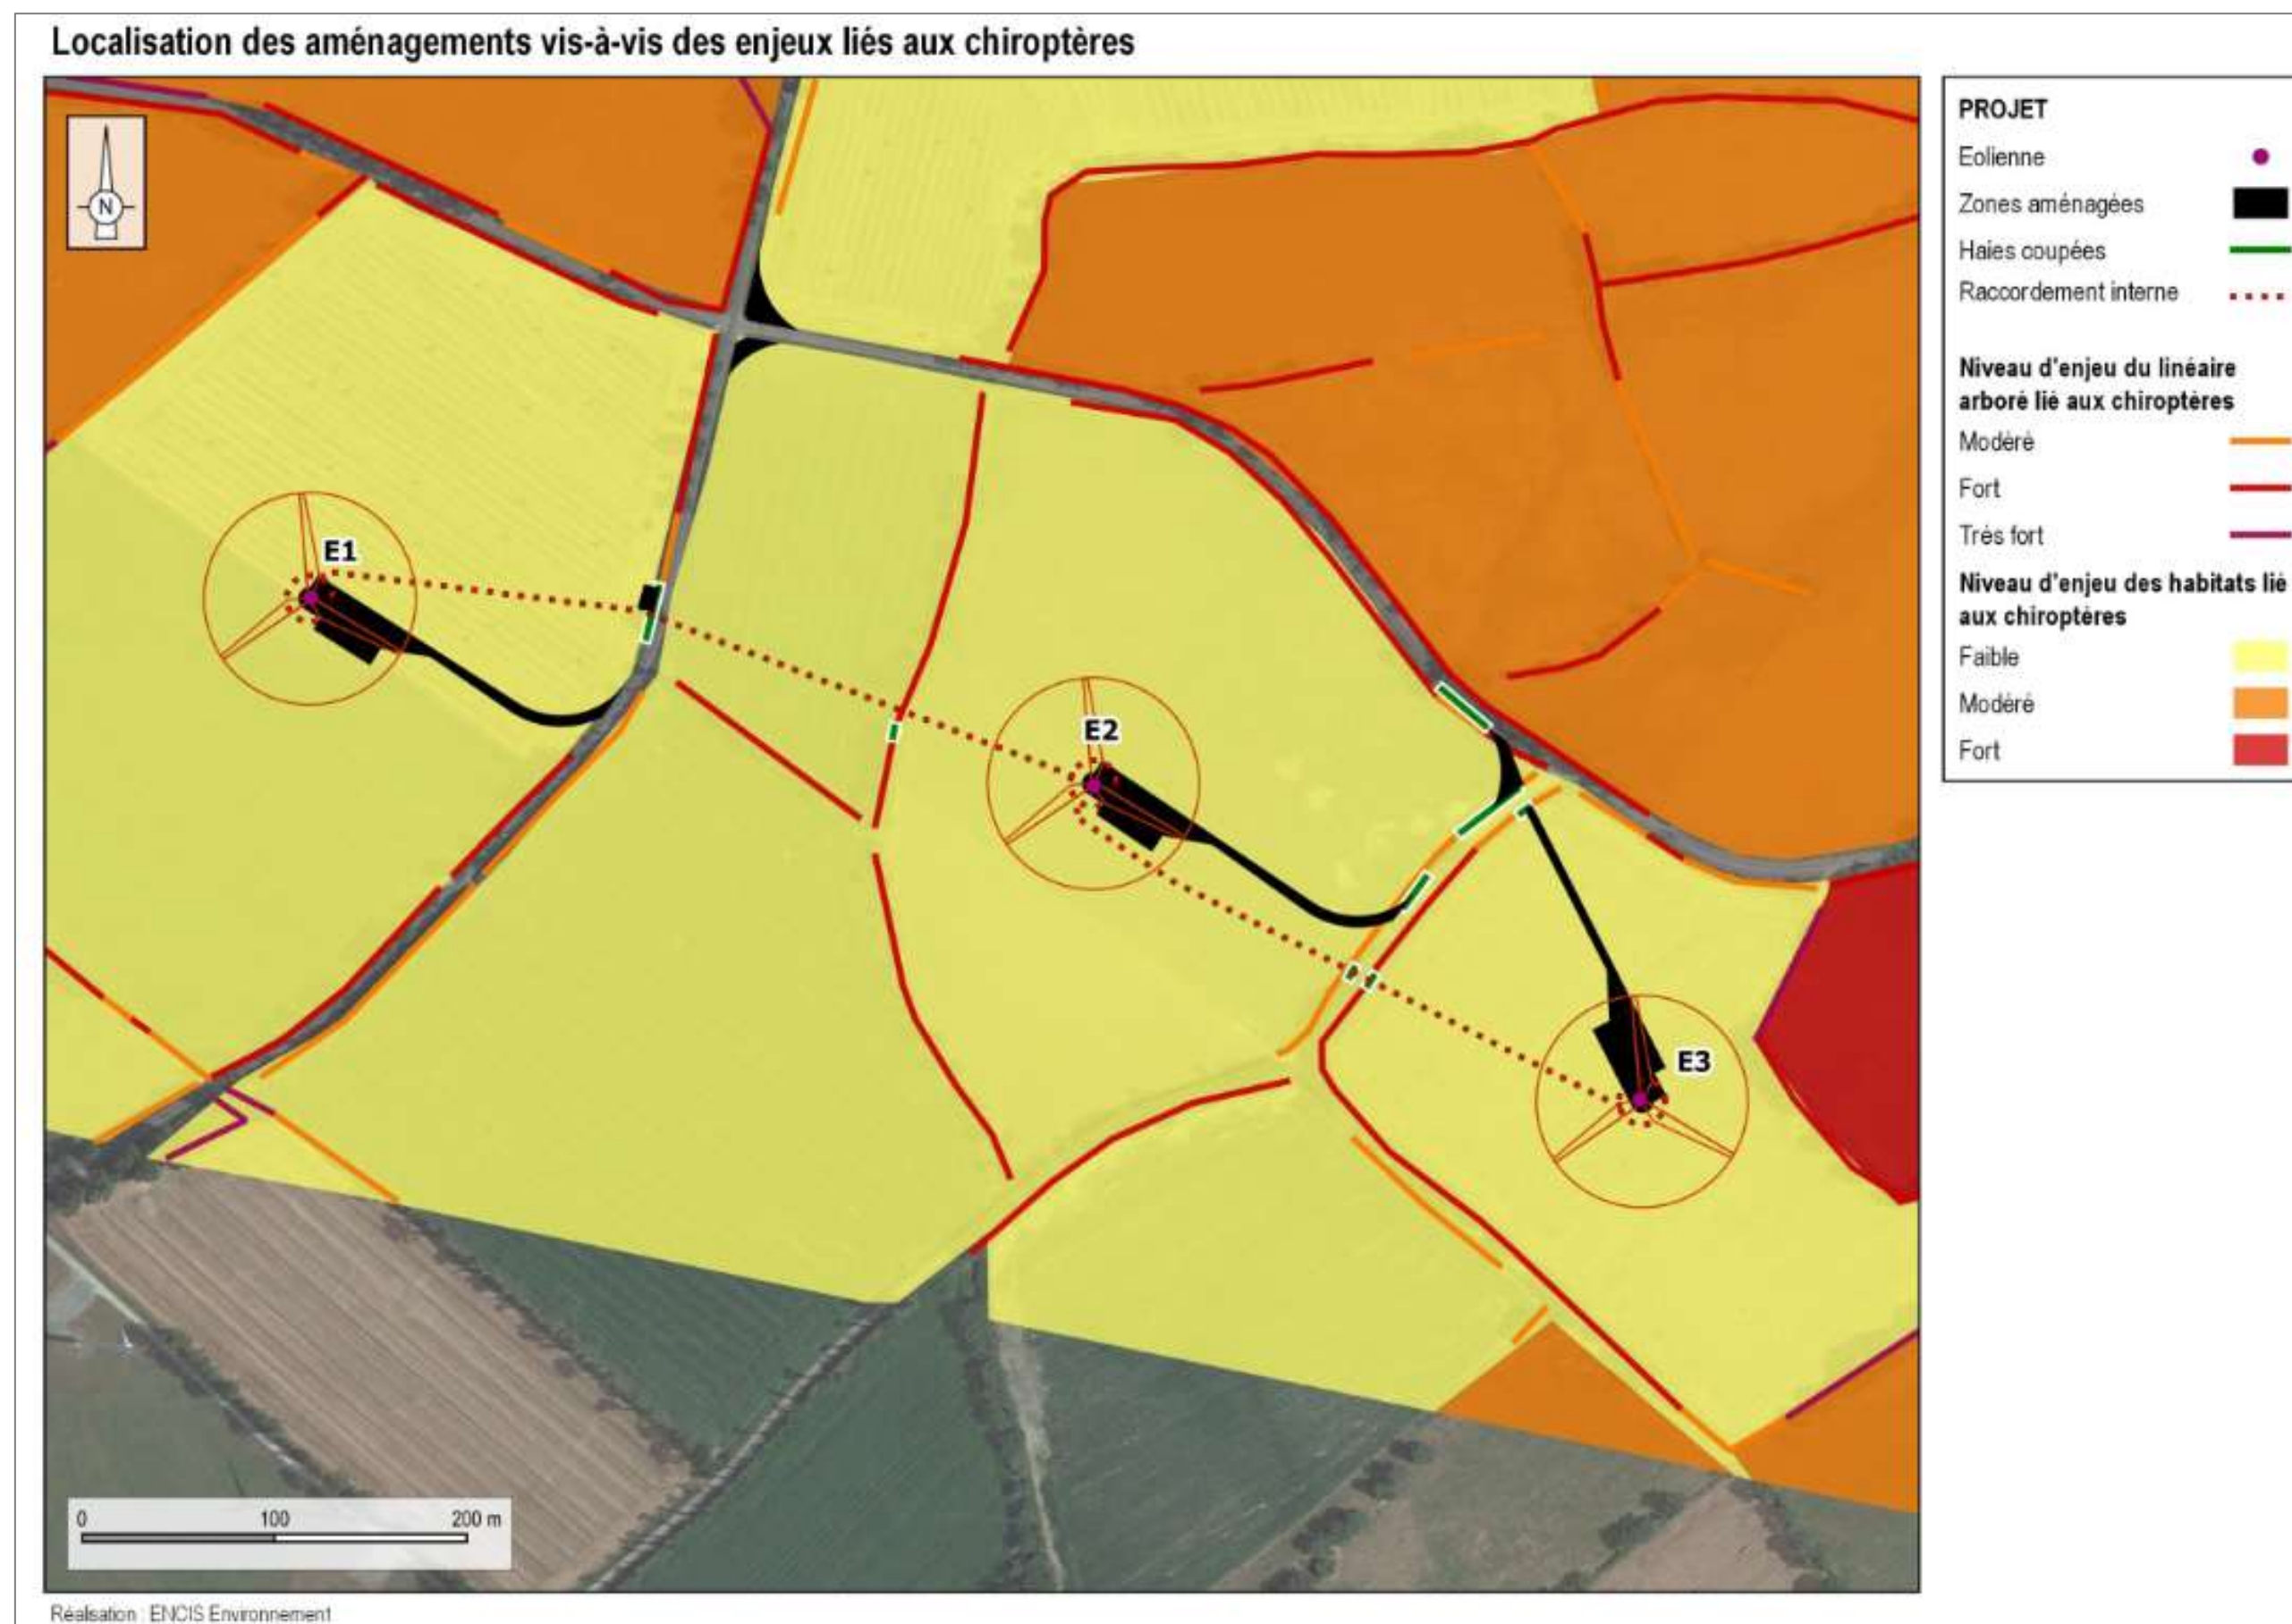 Localisation des aménagements vis-à-vis des enjeux liés aux chiroptères
N
E1
E2
E3
0 100 200 m
Réalisation : ENCIS Environnement
PROJET
Eolienne
Zones aménagées
Haies coupées
Raccordement interne
Niveau d'enjeu du linéaire
arboré lié aux chiroptères
Modéré
Fort
Très fort
Niveau d'enjeu des habitats lié
aux chiroptères
Faible
Modéré
Fort